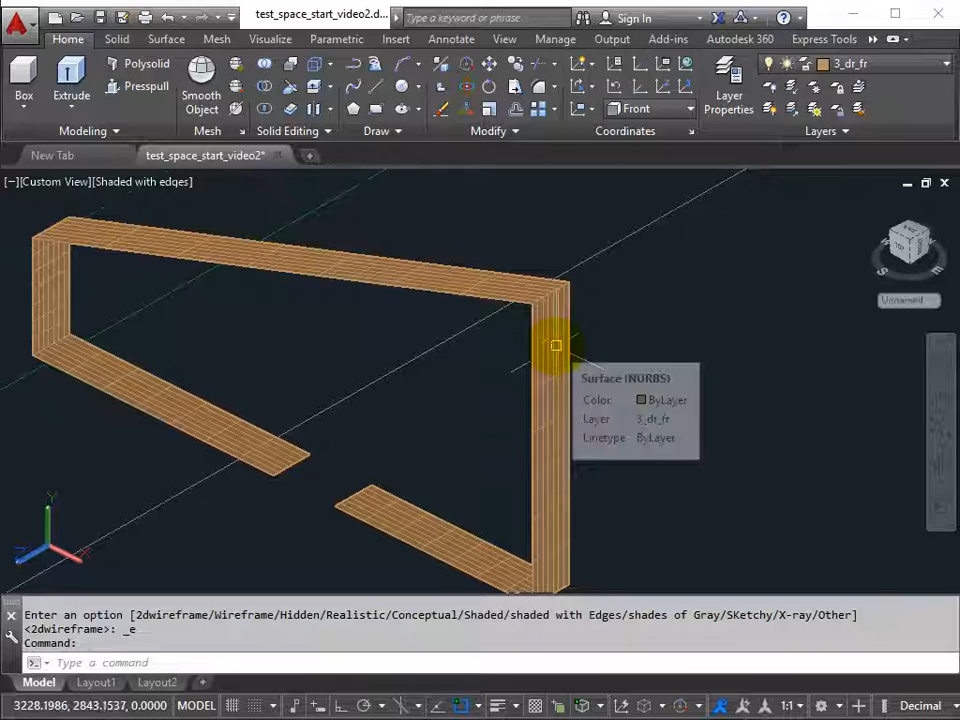 test_space_start_video2.d...
Type a keyword or phrase
Sign In
Home Solid Surface Mesh Visualize Parametric Insert Annotate View Manage Output Add-ins Autodesk 360 Express Tools
Polysolid
Presspull
Box
Extrude
Smooth
Object
Front
Layer
Properties
3_dr_fr
Modeling
Mesh
Solid Editing
Draw
Modify
Coordinates
Layers
New Tab
test_space_start_video2*
[−][Custom View][Shaded with edges]
S
E
Unnamed
Surface (NURBS)
Color: ByLayer
Layer 3_dr_fr
Linetype ByLayer
Y
Z
X
Enter an option [2dwireframe/Wireframe/Hidden/Realistic/Conceptual/Shaded/shaded with Edges/shades of Gray/SKetchy/X-ray/Other]
<2dwireframe>: _e
Command:
Type a command
Model Layout1 Layout2 +
3228.1986, 2843.1537, 0.0000 MODEL
1:1
Decimal